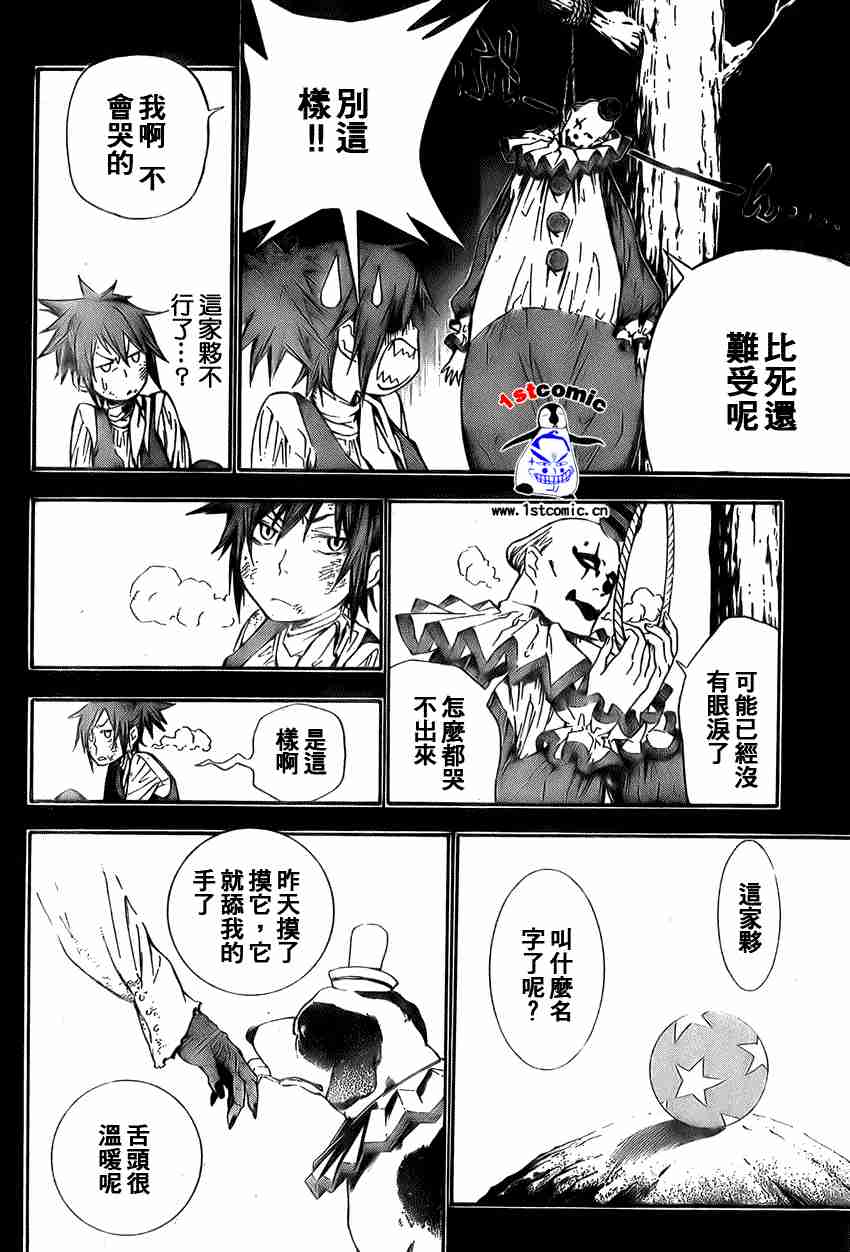 比死還
難受呢
別這
樣!!
我啊 不
會哭的
這家夥不
行了…?
1stcomic
www.1stcomic.cn
可能已經沒
有眼淚了
怎麼都哭
不出來
是這
樣啊
這家夥
叫什麼名
字了呢?
昨天摸了
摸它，它
就舔我的
手了
舌頭很
溫暖呢